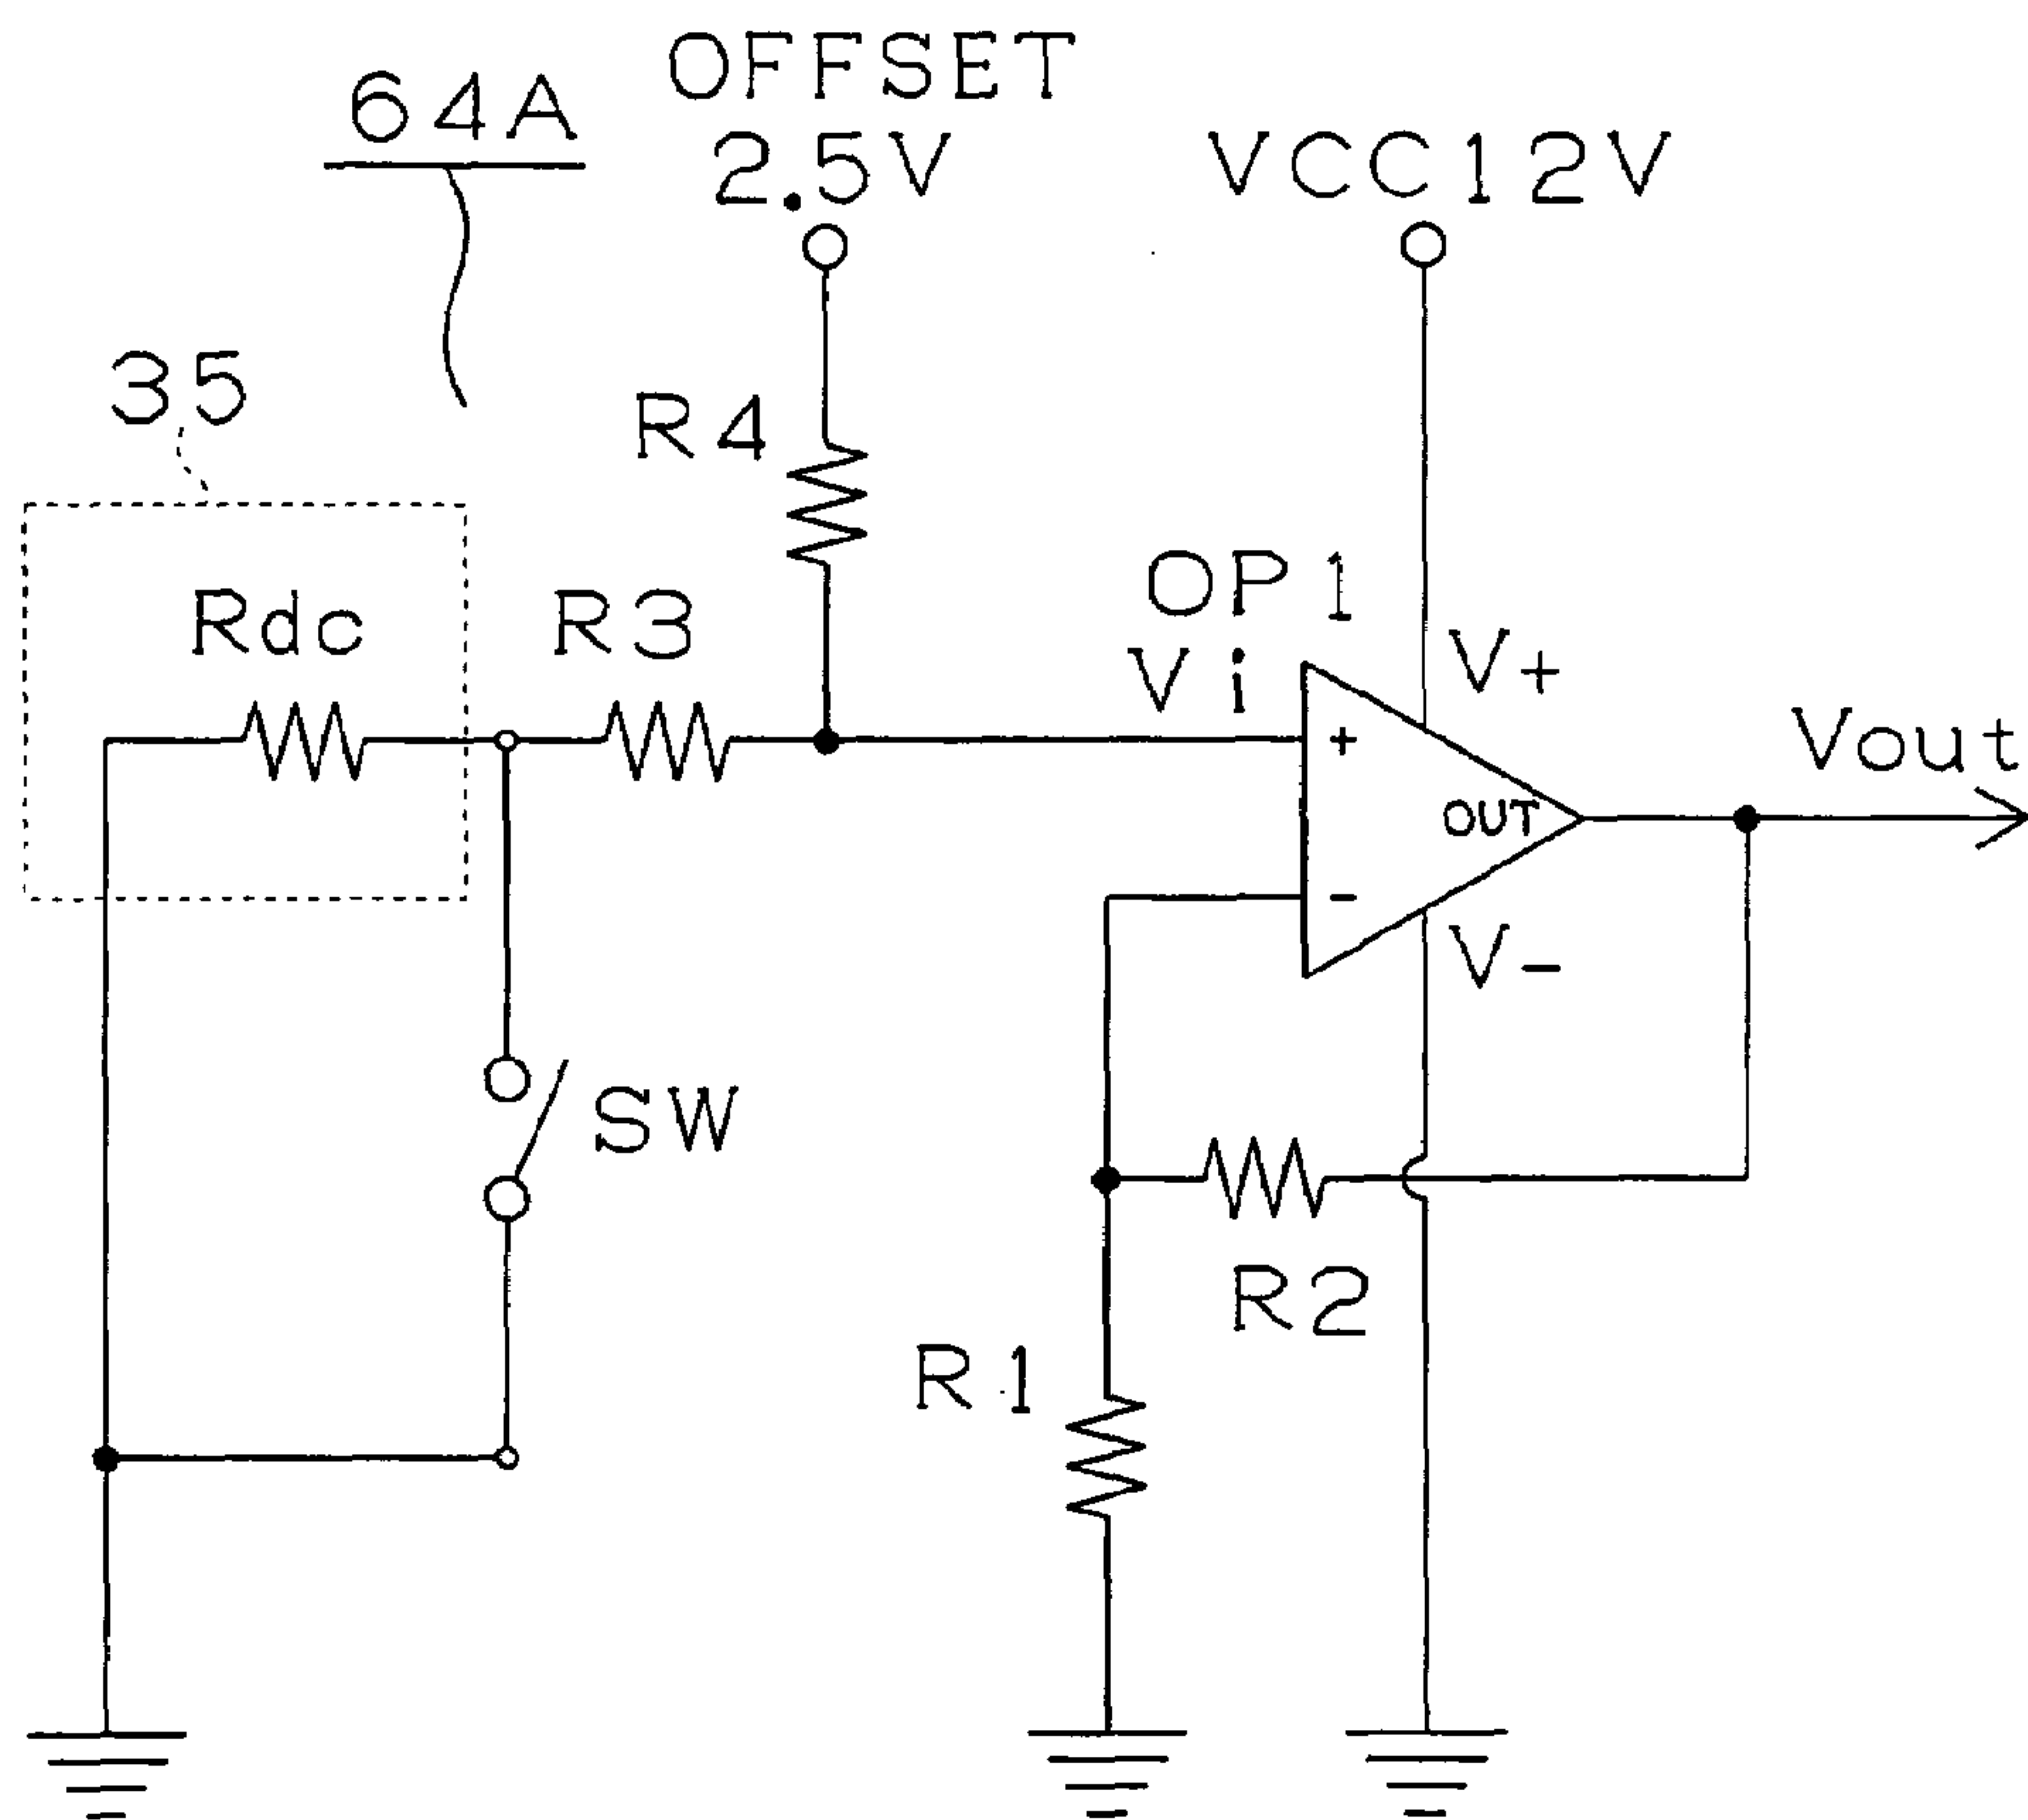 OFFSET
64A
2.5V
VCC12V
35
R4
Rdc
R3
OP1
Vi
V+
+
Vout
OUT
-
V-
SW
R2
R1